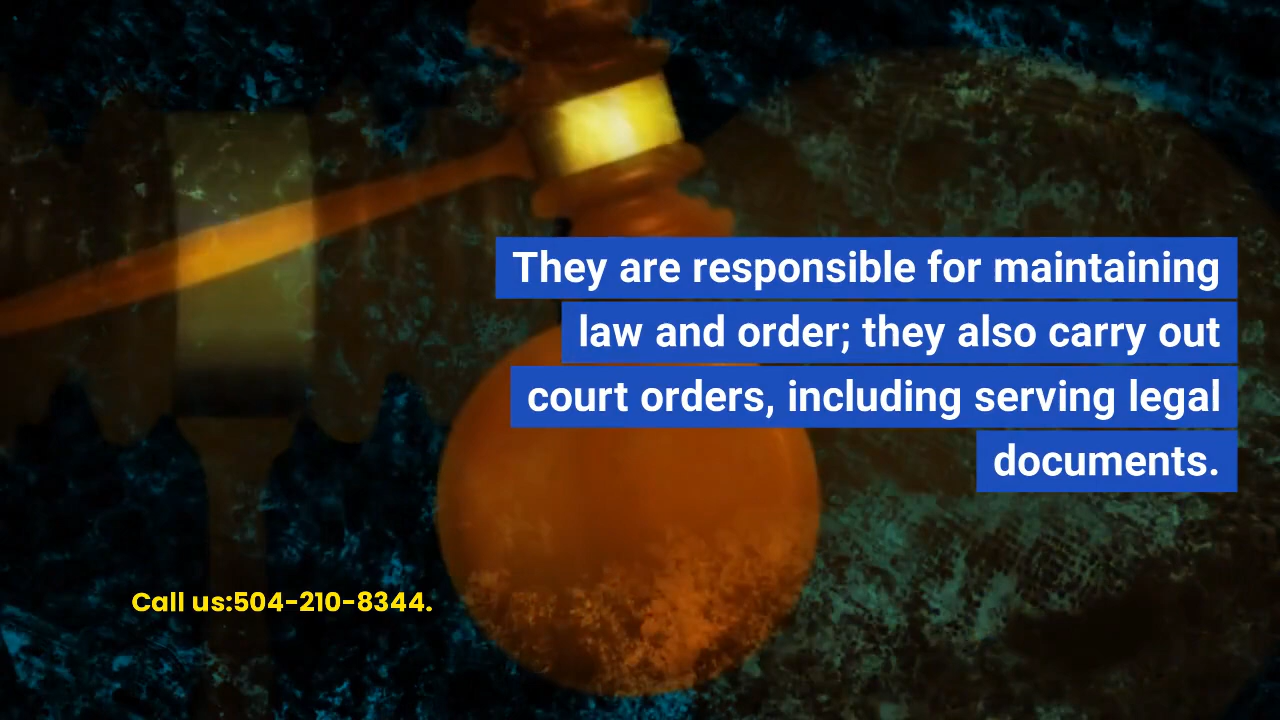 They are responsible for maintaining
law and order; they also carry out
court orders, including serving legal
documents.
Call us:504-210-8344.